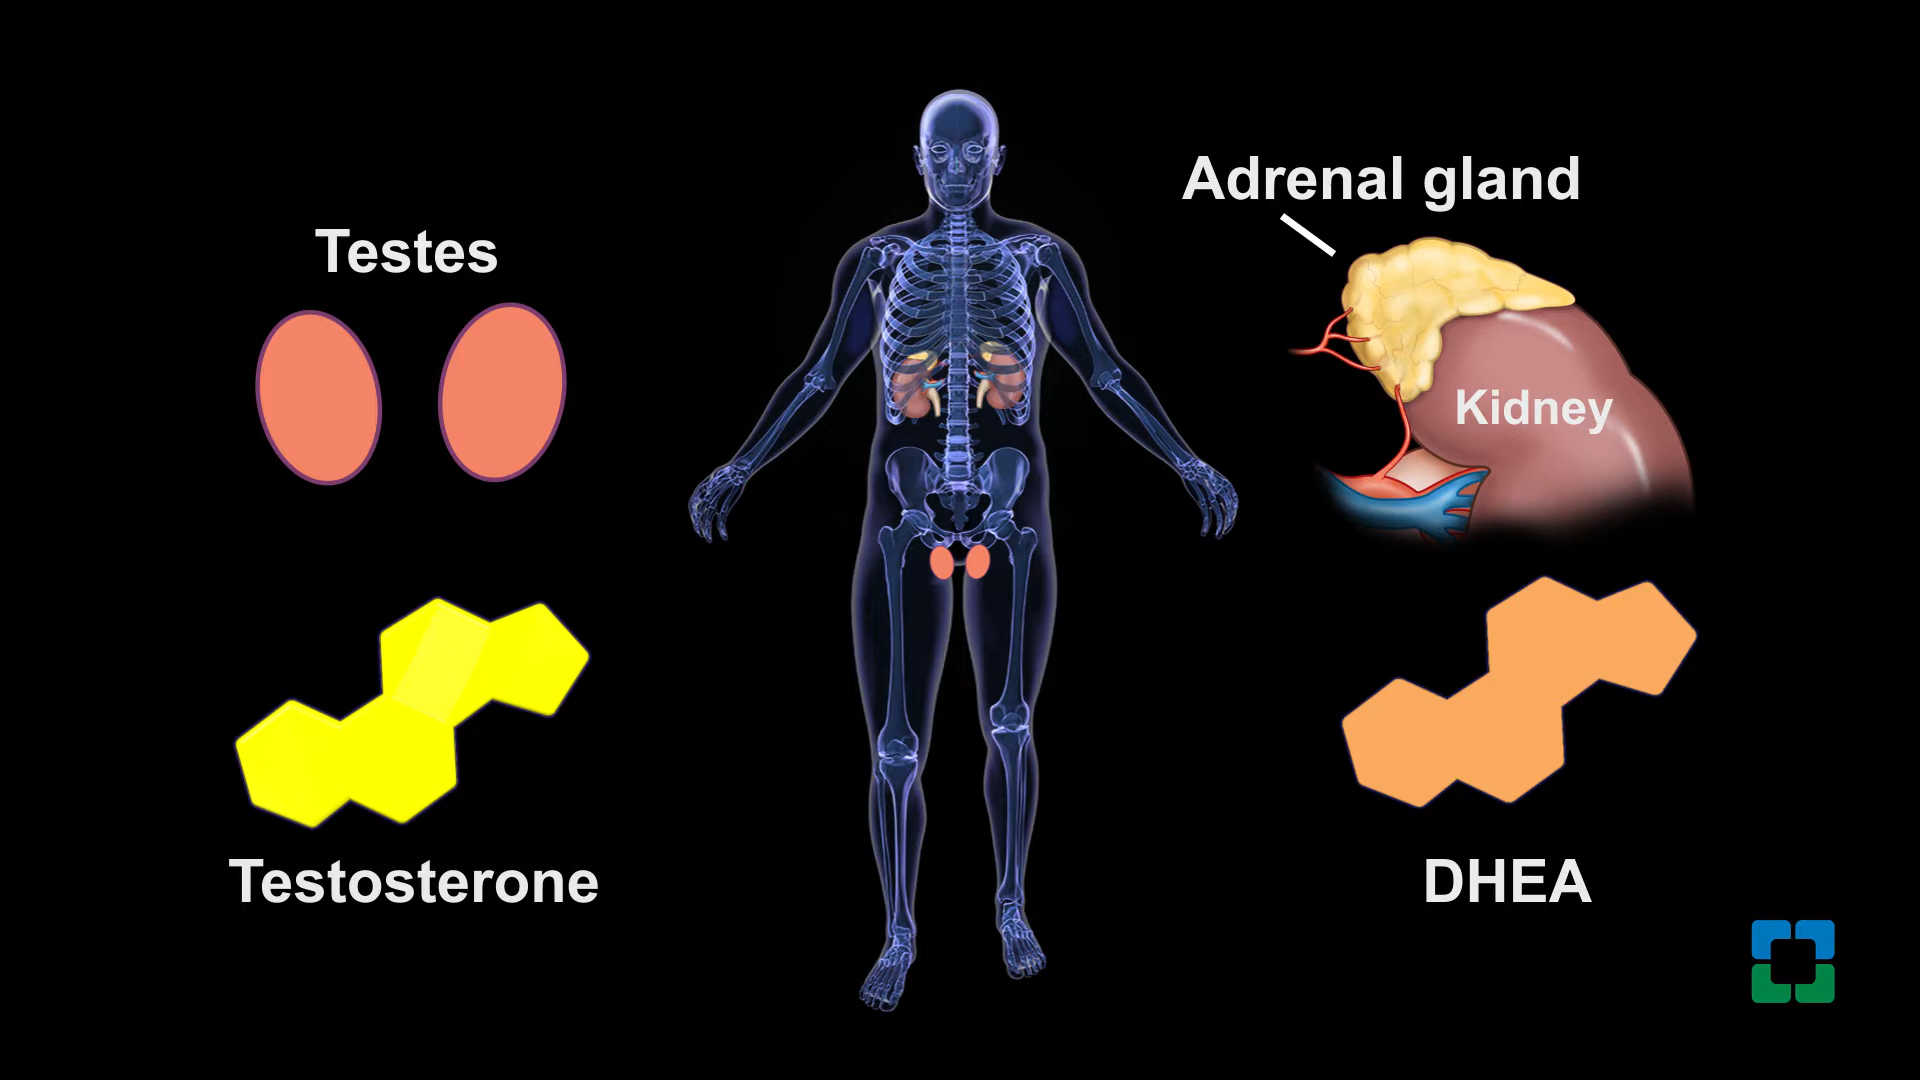 Testes
Adrenal gland
Kidney
Testosterone
DHEA